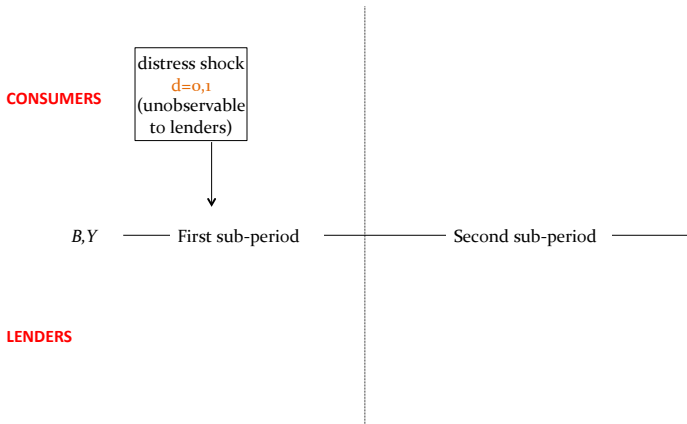 distress shock
d=0,1
(unobservable
to lenders)
CONSUMERS
B,Y
First sub-period
Second sub-period
LENDERS